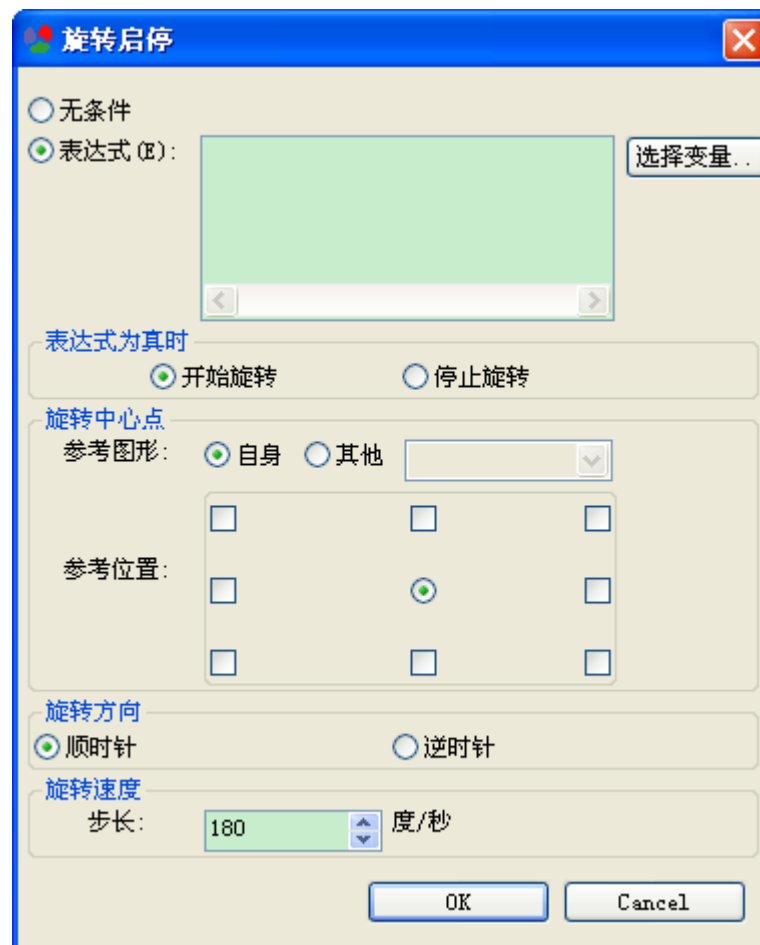 旋转启停
无条件
表达式(E): 选择变量..
表达式为真时
开始旋转 停止旋转
旋转中心点
参考图形: 自身 其他
参考位置:
旋转方向
顺时针 逆时针
旋转速度
步长: 180 度/秒
OK Cancel